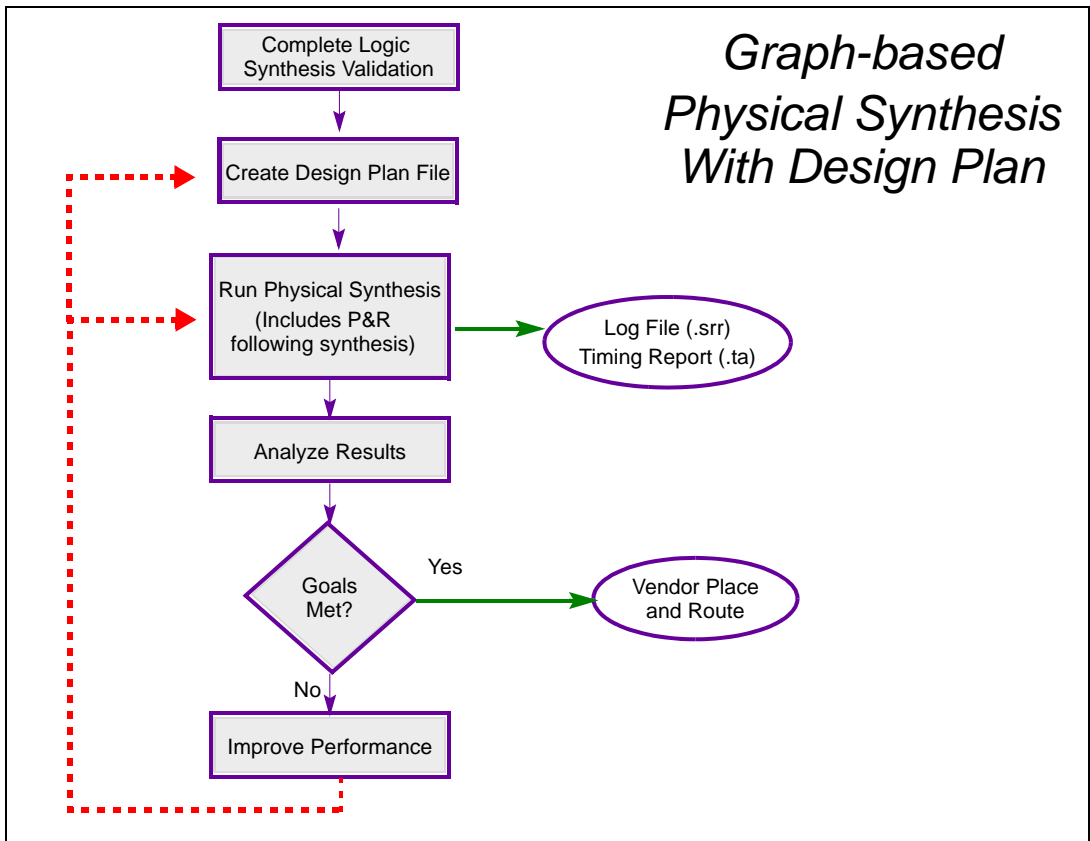 Graph-based
Physical Synthesis
With Design Plan
Complete Logic
Synthesis Validation
Create Design Plan File
Run Physical Synthesis
(Includes P&R
following synthesis)
Log File (.srr)
Timing Report (.ta)
Analyze Results
Goals
Met?
Yes
Vendor Place
and Route
No
Improve Performance